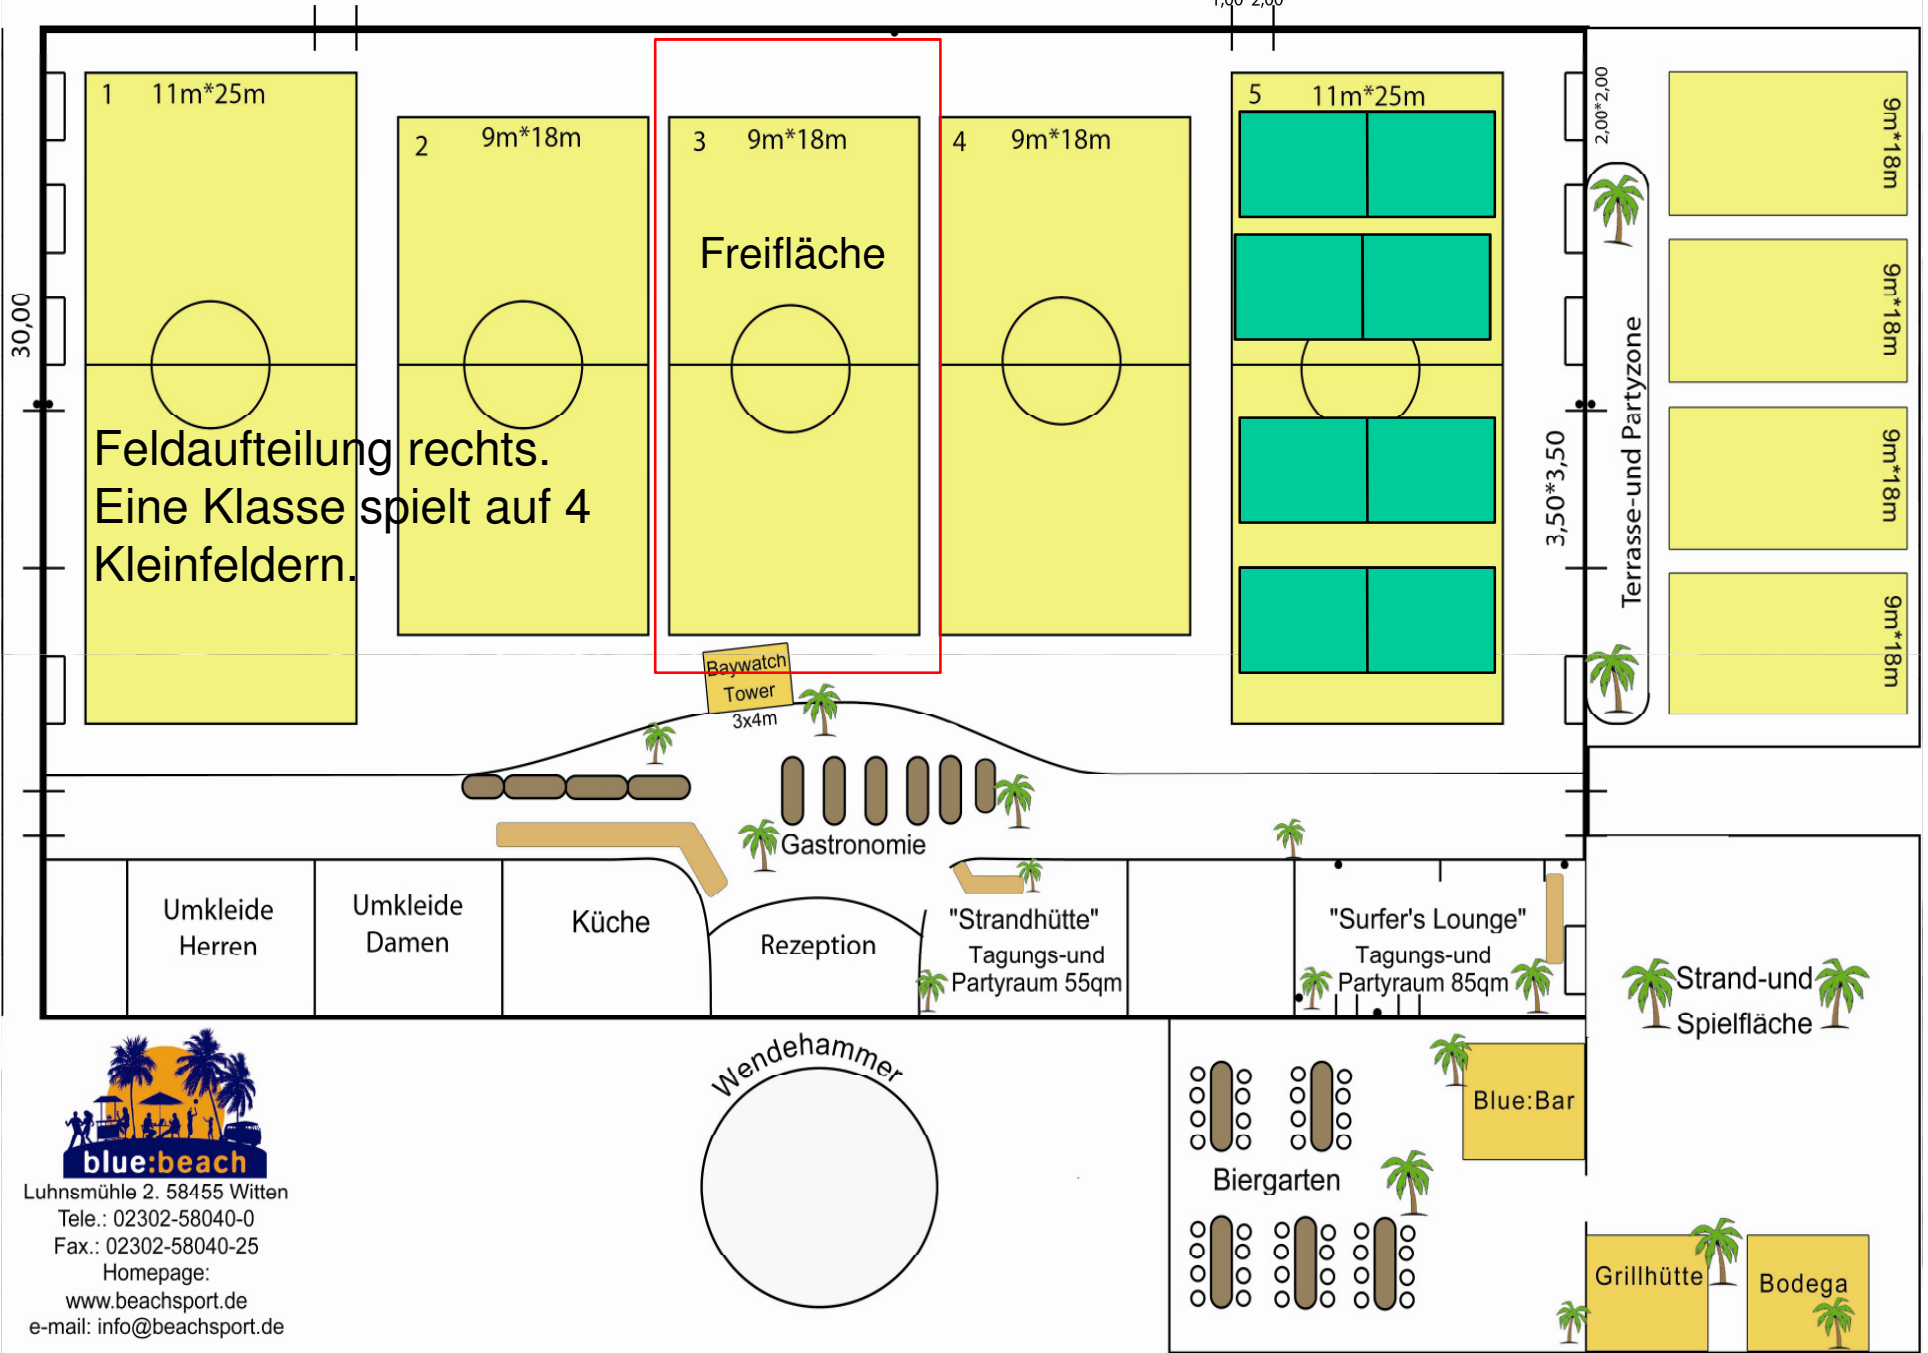 1,00 2,00
1 11m*25m
2 9m*18m
3 9m*18m
4 9m*18m
5 11m*25m
2,00*2,00
9m*18m
9m*18m
9m*18m
9m*18m
Freifläche
30,00
Feldaufteilung rechts.
Eine Klasse spielt auf 4
Kleinfeldern.
3,50*3,50
Terrasse-und Partyzone
Baywatch
Tower
3x4m
Gastronomie
Umkleide
Herren
Umkleide
Damen
Küche
Rezeption
"Strandhütte"
Tagungs-und
Partyraum 55qm
"Surfer's Lounge"
Tagungs-und
Partyraum 85qm
Strand-und
Spielfläche
Wendehammer
Blue:Bar
Biergarten
Grillhütte
Bodega
blue:beach
Luhnsmühle 2. 58455 Witten
Tele.: 02302-58040-0
Fax.: 02302-58040-25
Homepage:
www.beachsport.de
e-mail: info@beachsport.de